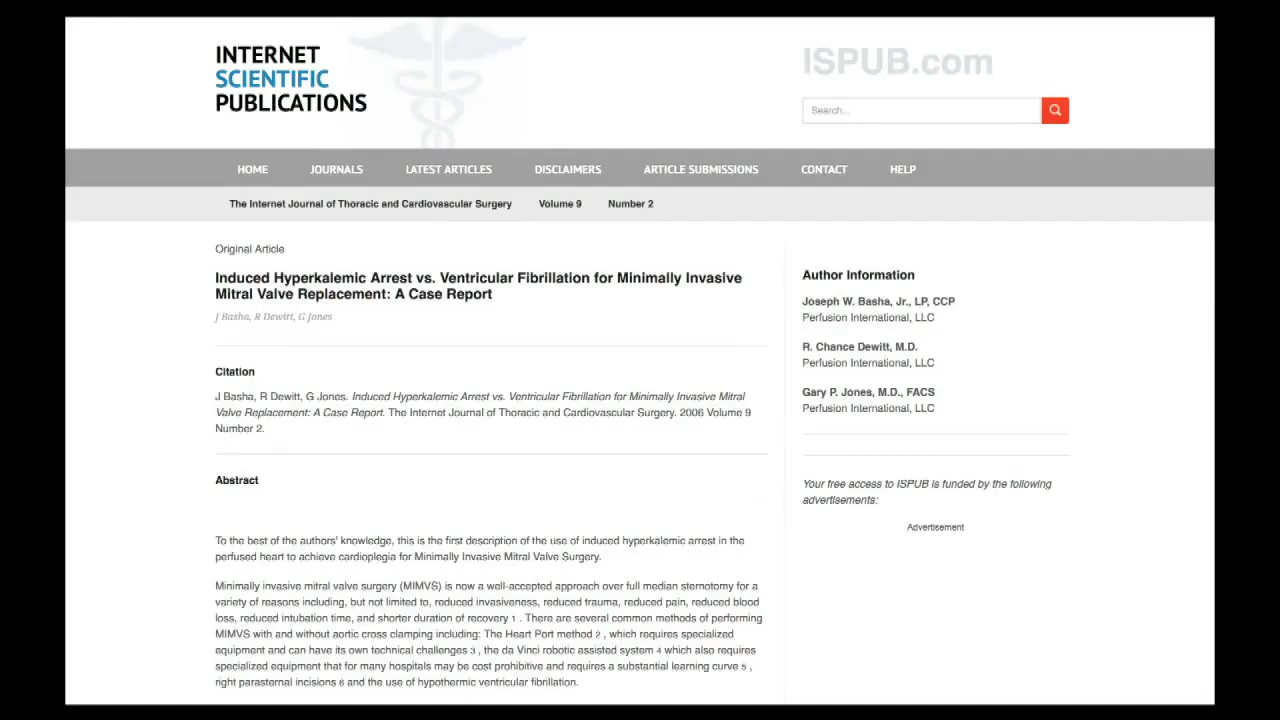 INTERNET
SCIENTIFIC
PUBLICATIONS
ISPUB.com
Search...
HOME JOURNALS LATEST ARTICLES DISCLAIMERS ARTICLE SUBMISSIONS CONTACT HELP
The Internet Journal of Thoracic and Cardiovascular Surgery Volume 9 Number 2
Original Article
Induced Hyperkalemic Arrest vs. Ventricular Fibrillation for Minimally Invasive
Mitral Valve Replacement: A Case Report
J Basha, R Dewitt, G Jones
Citation
J Basha, R Dewitt, G Jones. Induced Hyperkalemic Arrest vs. Ventricular Fibrillation for Minimally Invasive Mitral
Valve Replacement: A Case Report. The Internet Journal of Thoracic and Cardiovascular Surgery. 2006 Volume 9
Number 2.
Abstract
To the best of the authors' knowledge, this is the first description of the use of induced hyperkalemic arrest in the
perfused heart to achieve cardioplegia for Minimally Invasive Mitral Valve Surgery.
Minimally invasive mitral valve surgery (MIMVS) is now a well-accepted approach over full median sternotomy for a
variety of reasons including, but not limited to, reduced invasiveness, reduced trauma, reduced pain, reduced blood
loss, reduced intubation time, and shorter duration of recovery 1 . There are several common methods of performing
MIMVS with and without aortic cross clamping including: The Heart Port method 2 , which requires specialized
equipment and can have its own technical challenges 3 , the da Vinci robotic assisted system 4 which also requires
specialized equipment that for many hospitals may be cost prohibitive and requires a substantial learning curve 5 ,
right parasternal incisions 6 and the use of hypothermic ventricular fibrillation.
Author Information
Joseph W. Basha, Jr., LP, CCP
Perfusion International, LLC
R. Chance Dewitt, M.D.
Perfusion International, LLC
Gary P. Jones, M.D., FACS
Perfusion International, LLC
Your free access to ISPUB is funded by the following
advertisements:
Advertisement